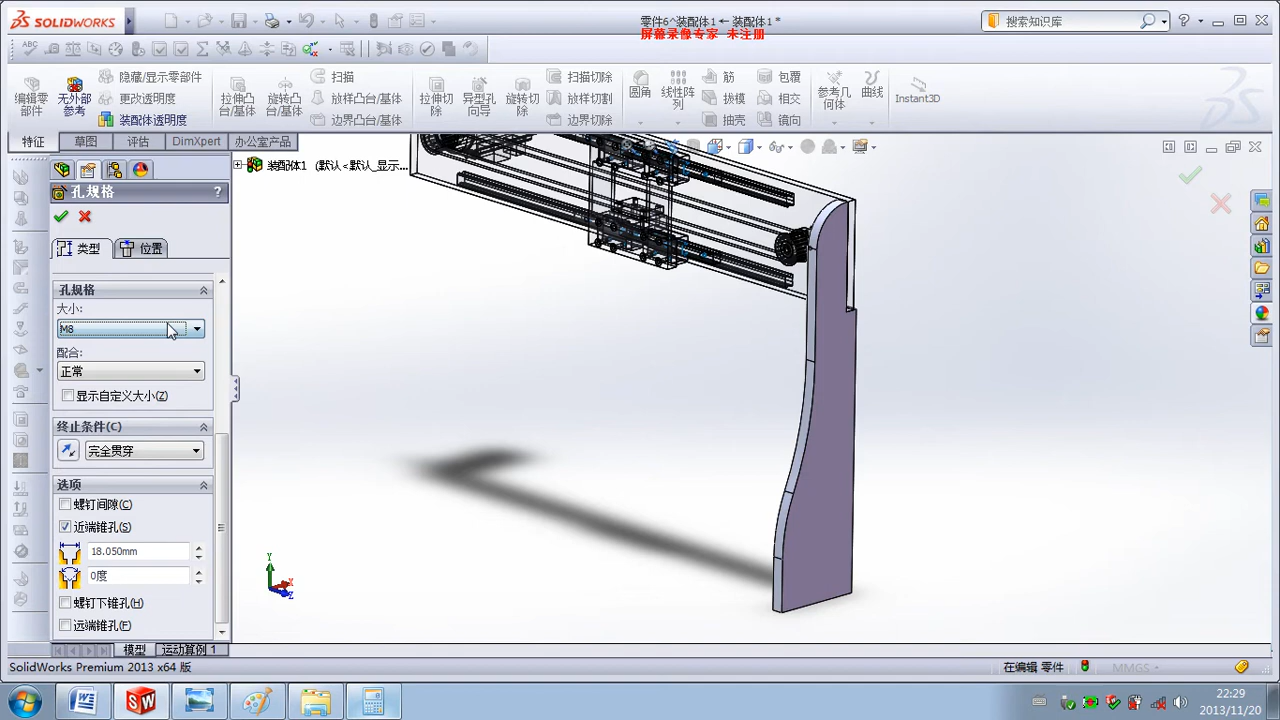 SOLIDWORKS
零件6^装配体1 ← 装配体1 *
搜索知识库
屏幕录像专家 未注册
编辑零部件
无外部参考
隐藏/显示零部件
更改透明度
装配体透明度
拉伸凸台/基体
旋转凸台/基体
扫描
放样凸台/基体
边界凸台/基体
拉伸切除
异型孔向导
旋转切除
扫描切除
放样切割
边界切除
圆角
线性阵列
筋
拔模
抽壳
包覆
相交
镜向
参考几何体
曲线
Instant3D
特征
草图
评估
DimXpert
办公室产品
装配体1 (默认<默认_显示...
孔规格
?
类型
位置
孔规格
大小:
M8
配合:
正常
显示自定义大小(Z)
终止条件(C)
完全贯穿
选项
螺钉间隙(C)
近端锥孔(S)
18.050mm
0度
螺钉下锥孔(H)
远端锥孔(F)
Y
X
Z
模型
运动算例 1
SolidWorks Premium 2013 x64 版
在编辑 零件
MMGS
22:29
2013/11/20